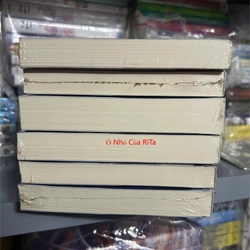 Ổ Nhỏ Của RiTa